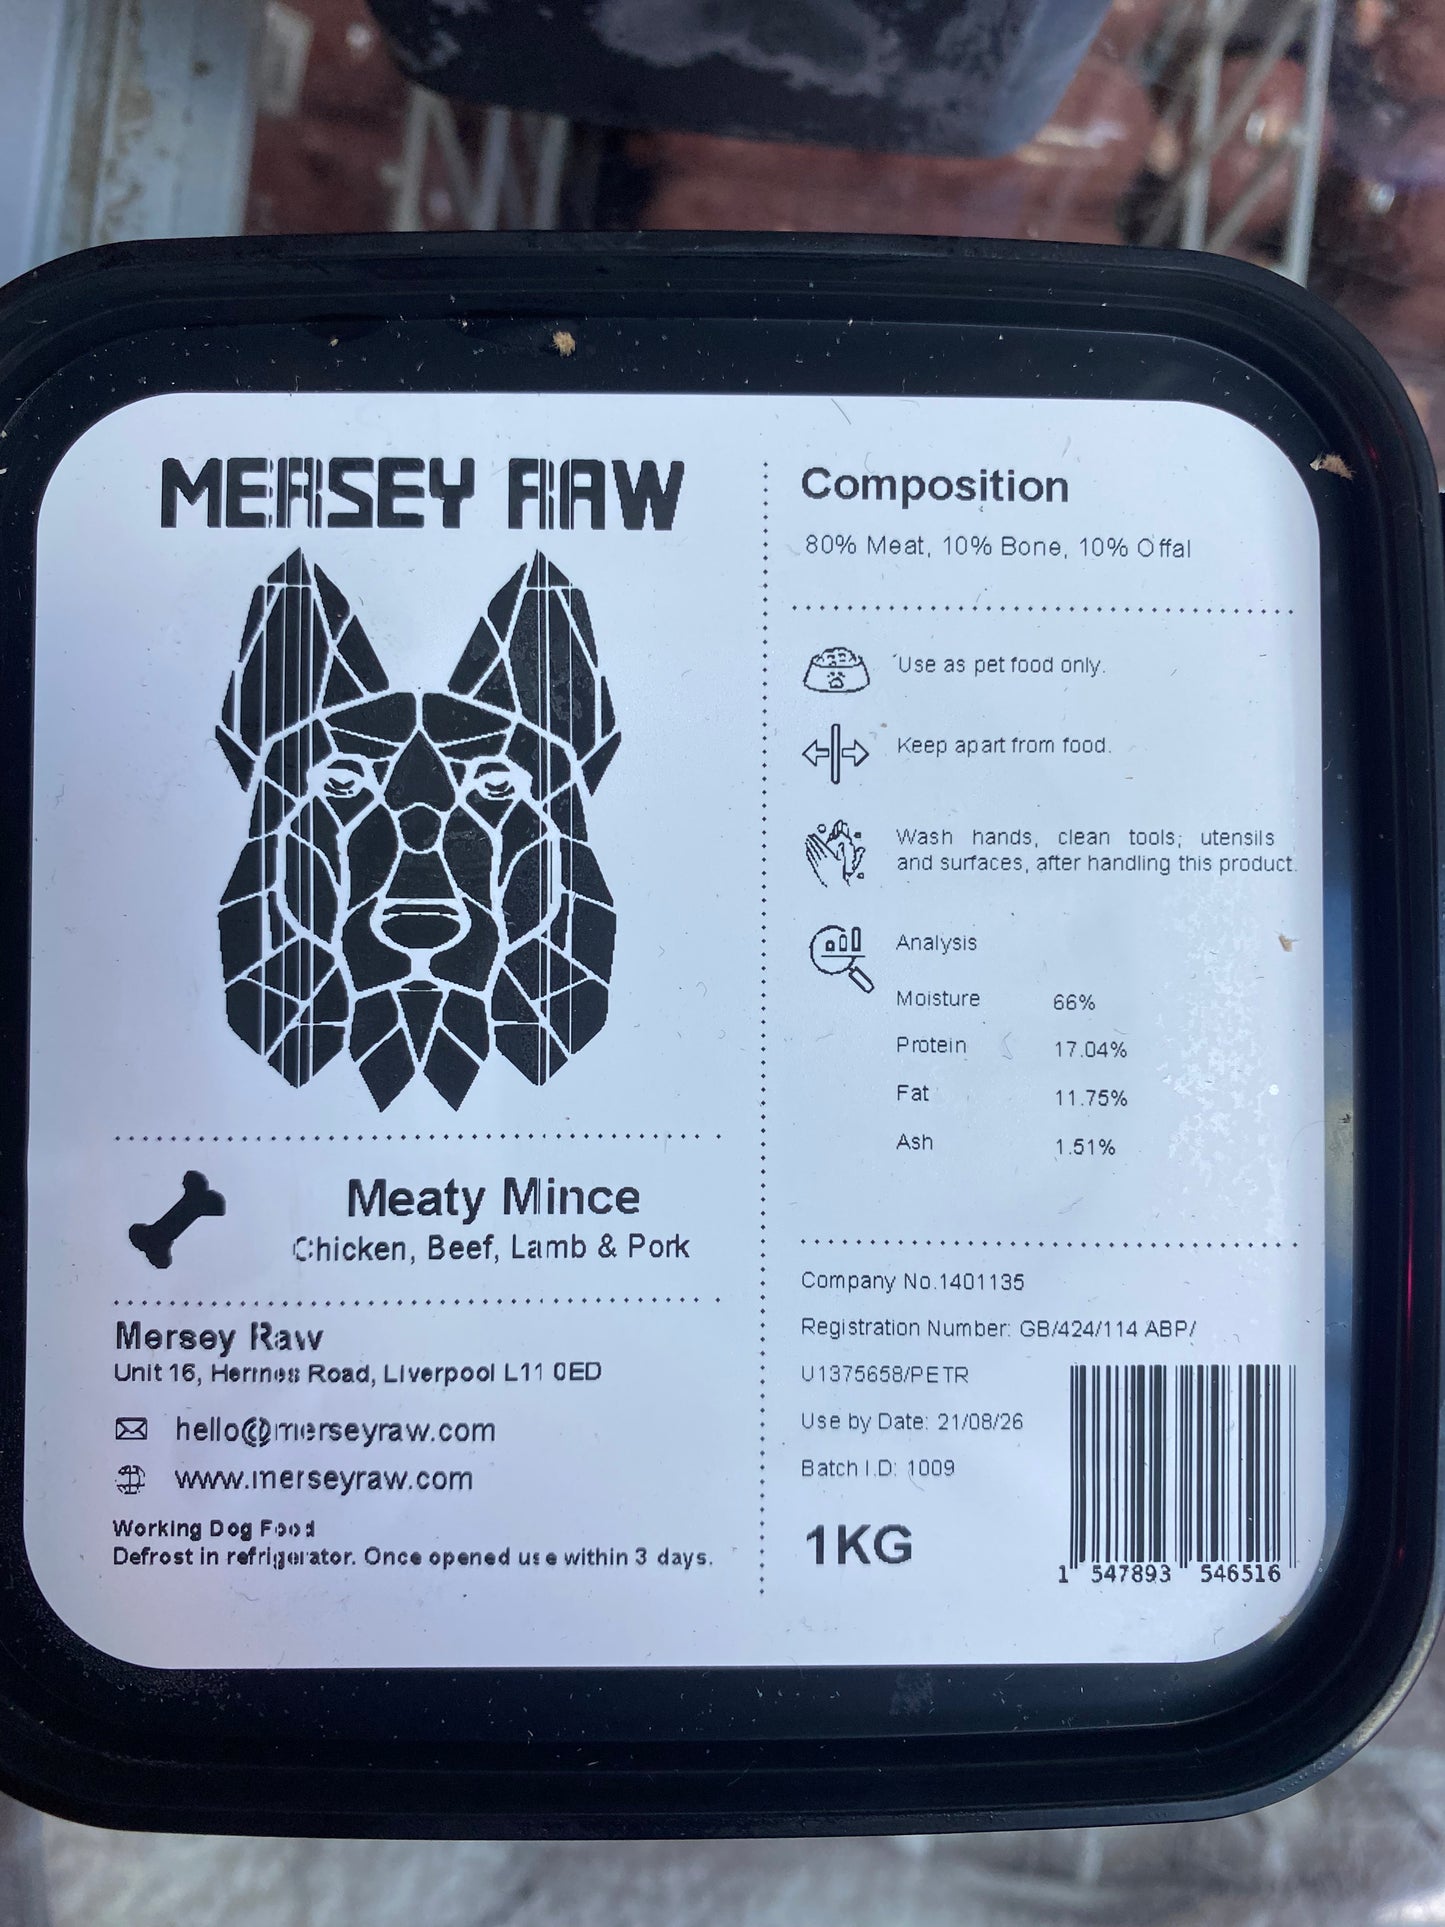 MERSEY RAW
Meaty Mince
Chicken, Beef, Lamb & Pork
Mersey Raw
Unit 16, Hermes Road, Liverpool L11 0ED
hello@merseyraw.com
www.merseyraw.com
Working Dog Food
Defrost in refrigerator. Once opened use within 3 days.
Composition
80% Meat, 10% Bone, 10% Offal
Use as pet food only.
Keep apart from food.
Wash hands, clean tools; utensils
and surfaces, after handling this product.
Analysis
Moisture 66%
Protein 17.04%
Fat 11.75%
Ash 1.51%
Company No.1401135
Registration Number: GB/424/114 ABP/
U1375658/PETR
Use by Date: 21/08/26
Batch I.D: 1009
1KG
1 547893 546516